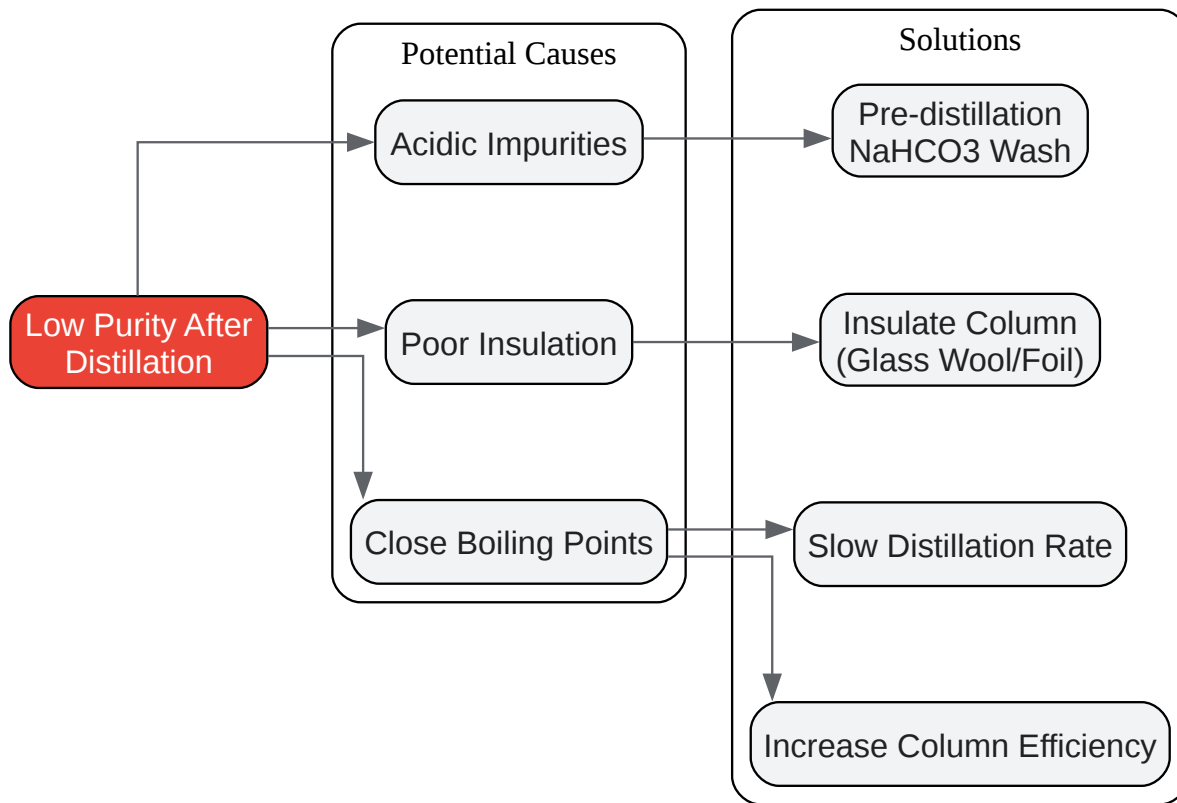 Potential Causes
Solutions
Acidic Impurities
Pre-distillation
NaHCO3 Wash
Low Purity After
Distillation
Poor Insulation
Insulate Column
(Glass Wool/Foil)
Close Boiling Points
Slow Distillation Rate
Increase Column Efficiency